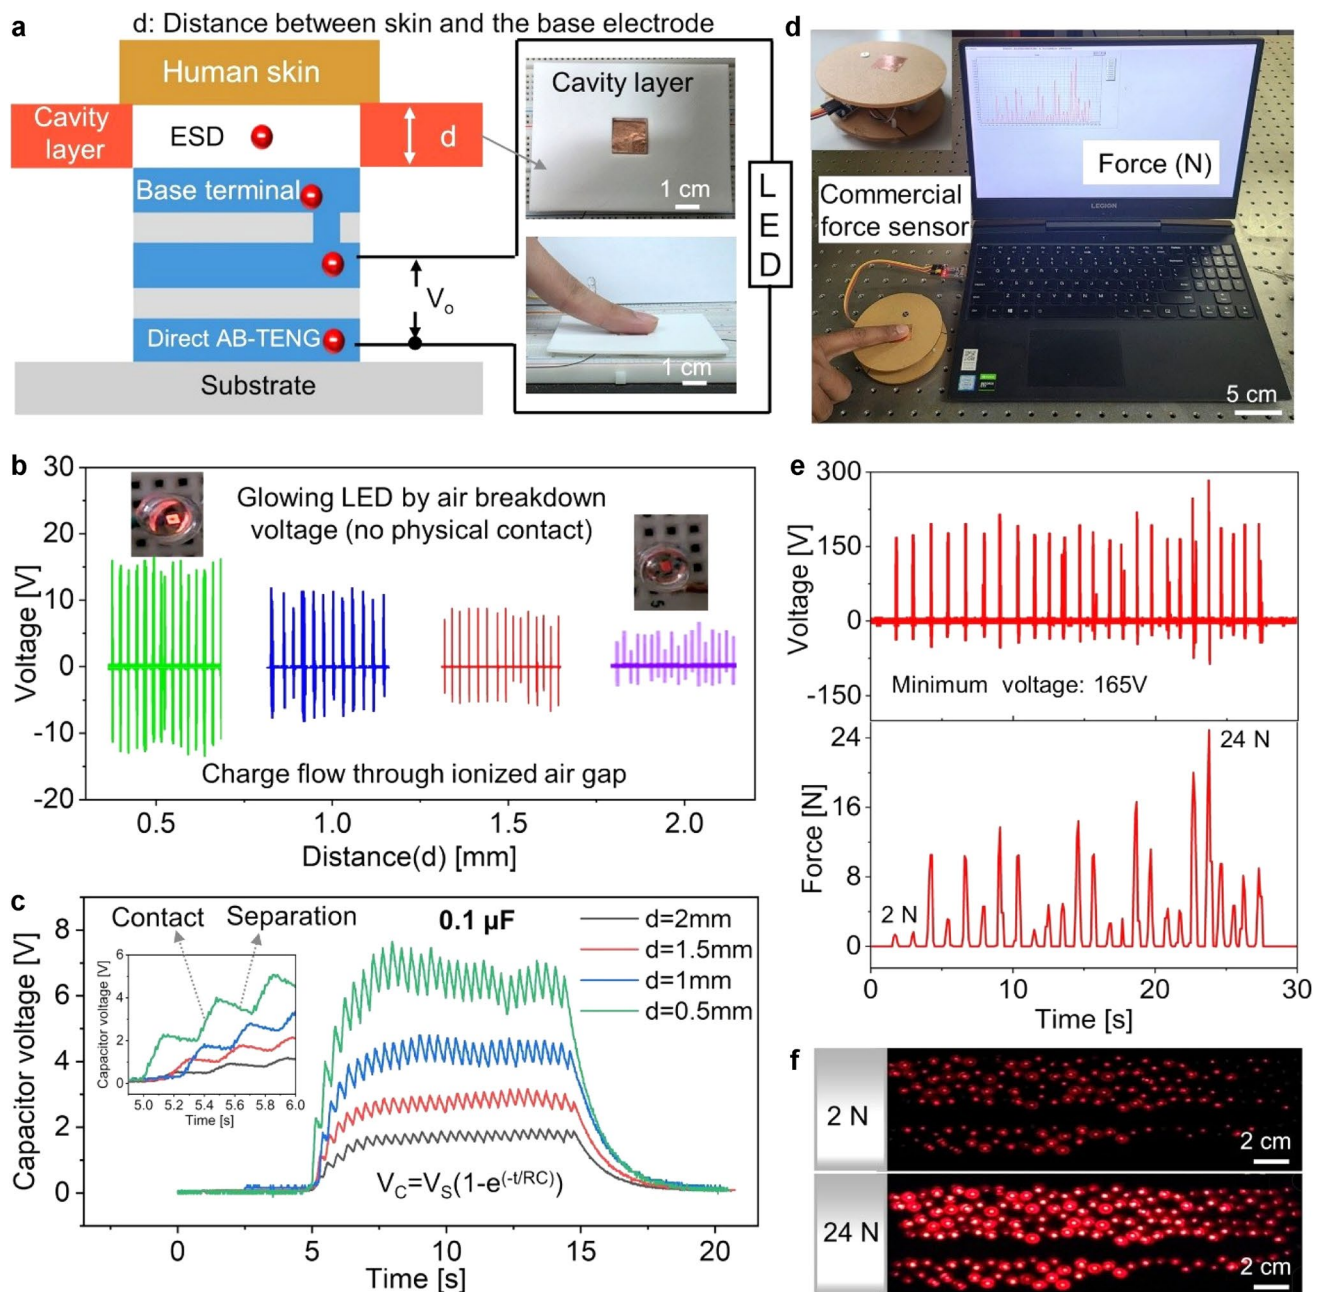 a
d: Distance between skin and the base electrode
Human skin
Cavity
layer
ESD
d
Base terminal
Vo
Direct AB-TENG
Substrate
Cavity layer
1 cm
1 cm
L
E
D
d
Force (N)
Commercial
force sensor
LEGION
5 cm
b
Glowing LED by air breakdown
voltage (no physical contact)
Charge flow through ionized air gap
Voltage [V]
30
20
10
0
-10
-20
0.5
1.0
1.5
2.0
Distance(d) [mm]
c
Contact
Separation
0.1 µF
d=2mm
d=1.5mm
d=1mm
d=0.5mm
Capacitor voltage [V]
8
6
4
2
0
Capacitor voltage [V]
6
4
2
0
5.0
5.2
5.4
5.6
5.8
6.0
Time [s]
VC=VS(1-e(-t/RC))
0
5
10
15
20
Time [s]
e
Voltage [V]
300
150
0
-150
Minimum voltage: 165V
Force [N]
24
16
8
0
2 N
24 N
0
10
20
30
Time [s]
f
2 N
2 cm
24 N
2 cm